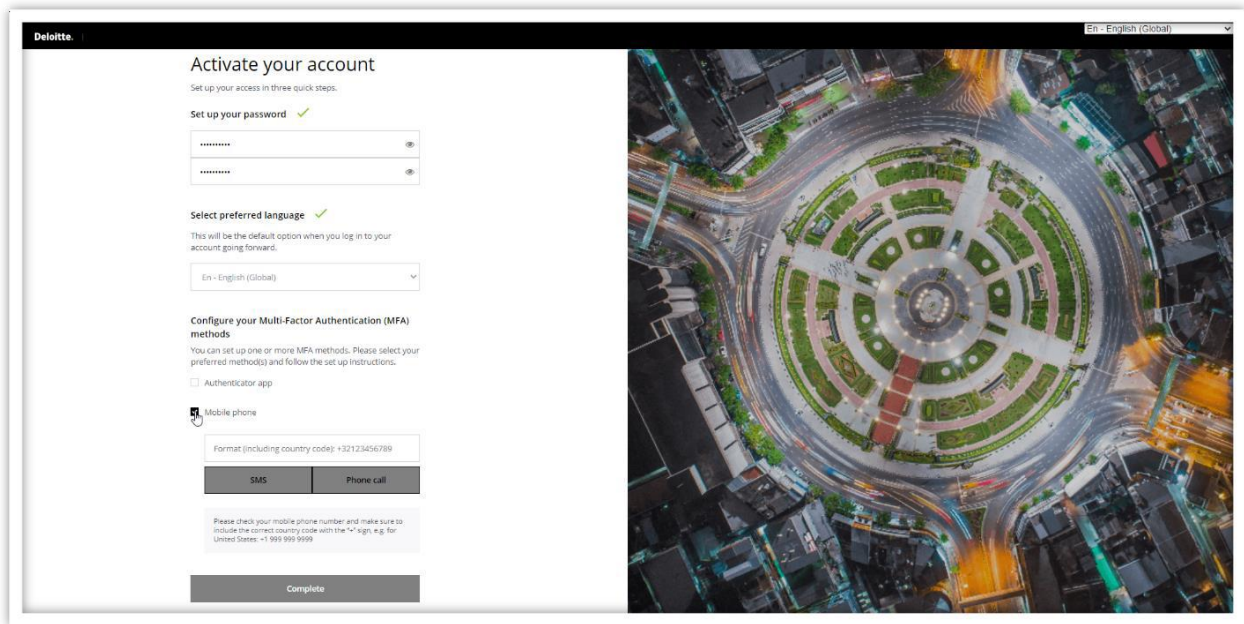 Deloitte.
En - English (Global)
Activate your account
Set up your access in three quick steps.
Set up your password
••••••••••
••••••••••
Select preferred language
This will be the default option when you log in to your
account going forward.
En - English (Global)
Configure your Multi-Factor Authentication (MFA)
methods
You can set up one or more MFA methods. Please select your
preferred method(s) and follow the set up instructions.
Authenticator app
Mobile phone
Format (including country code): +32123456789
SMS
Phone call
Please check your mobile phone number and make sure to
include the correct country code with the "+" sign, e.g. for
United States: +1 999 999 9999
Complete